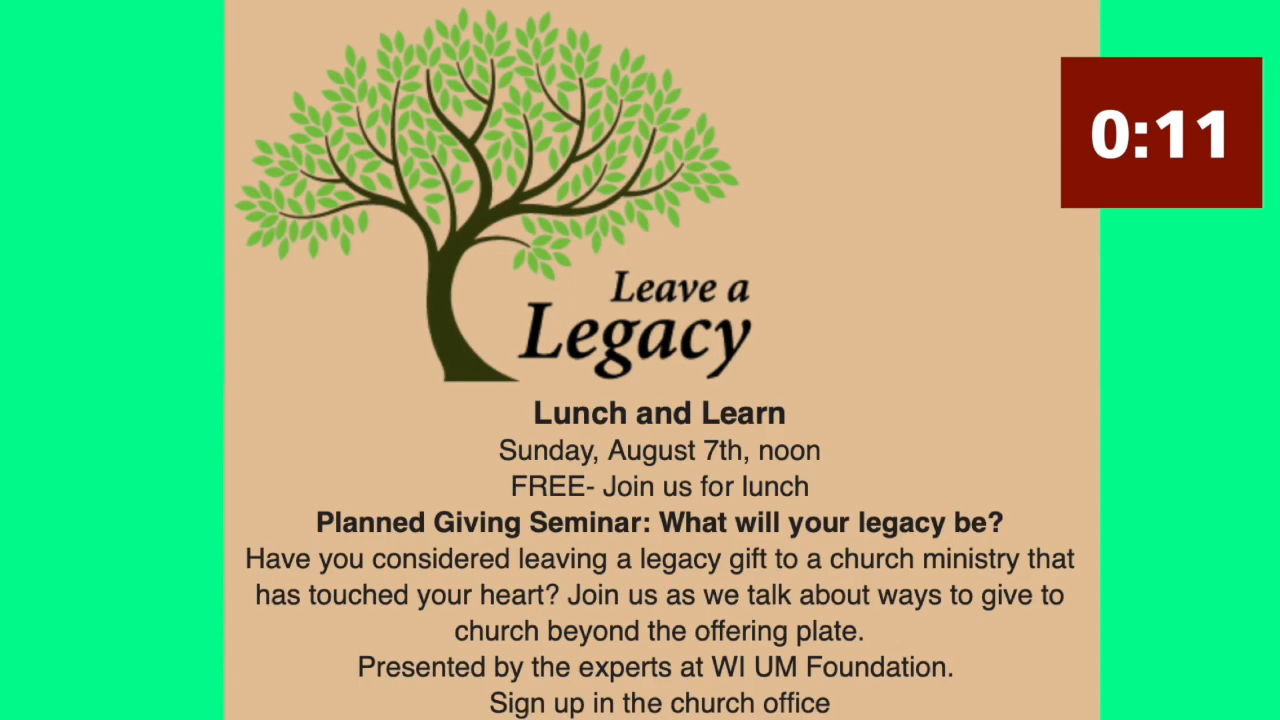 0:11
Leave a
Legacy
Lunch and Learn
Sunday, August 7th, noon
FREE- Join us for lunch
Planned Giving Seminar: What will your legacy be?
Have you considered leaving a legacy gift to a church ministry that
has touched your heart? Join us as we talk about ways to give to
church beyond the offering plate.
Presented by the experts at WI UM Foundation.
Sign up in the church office